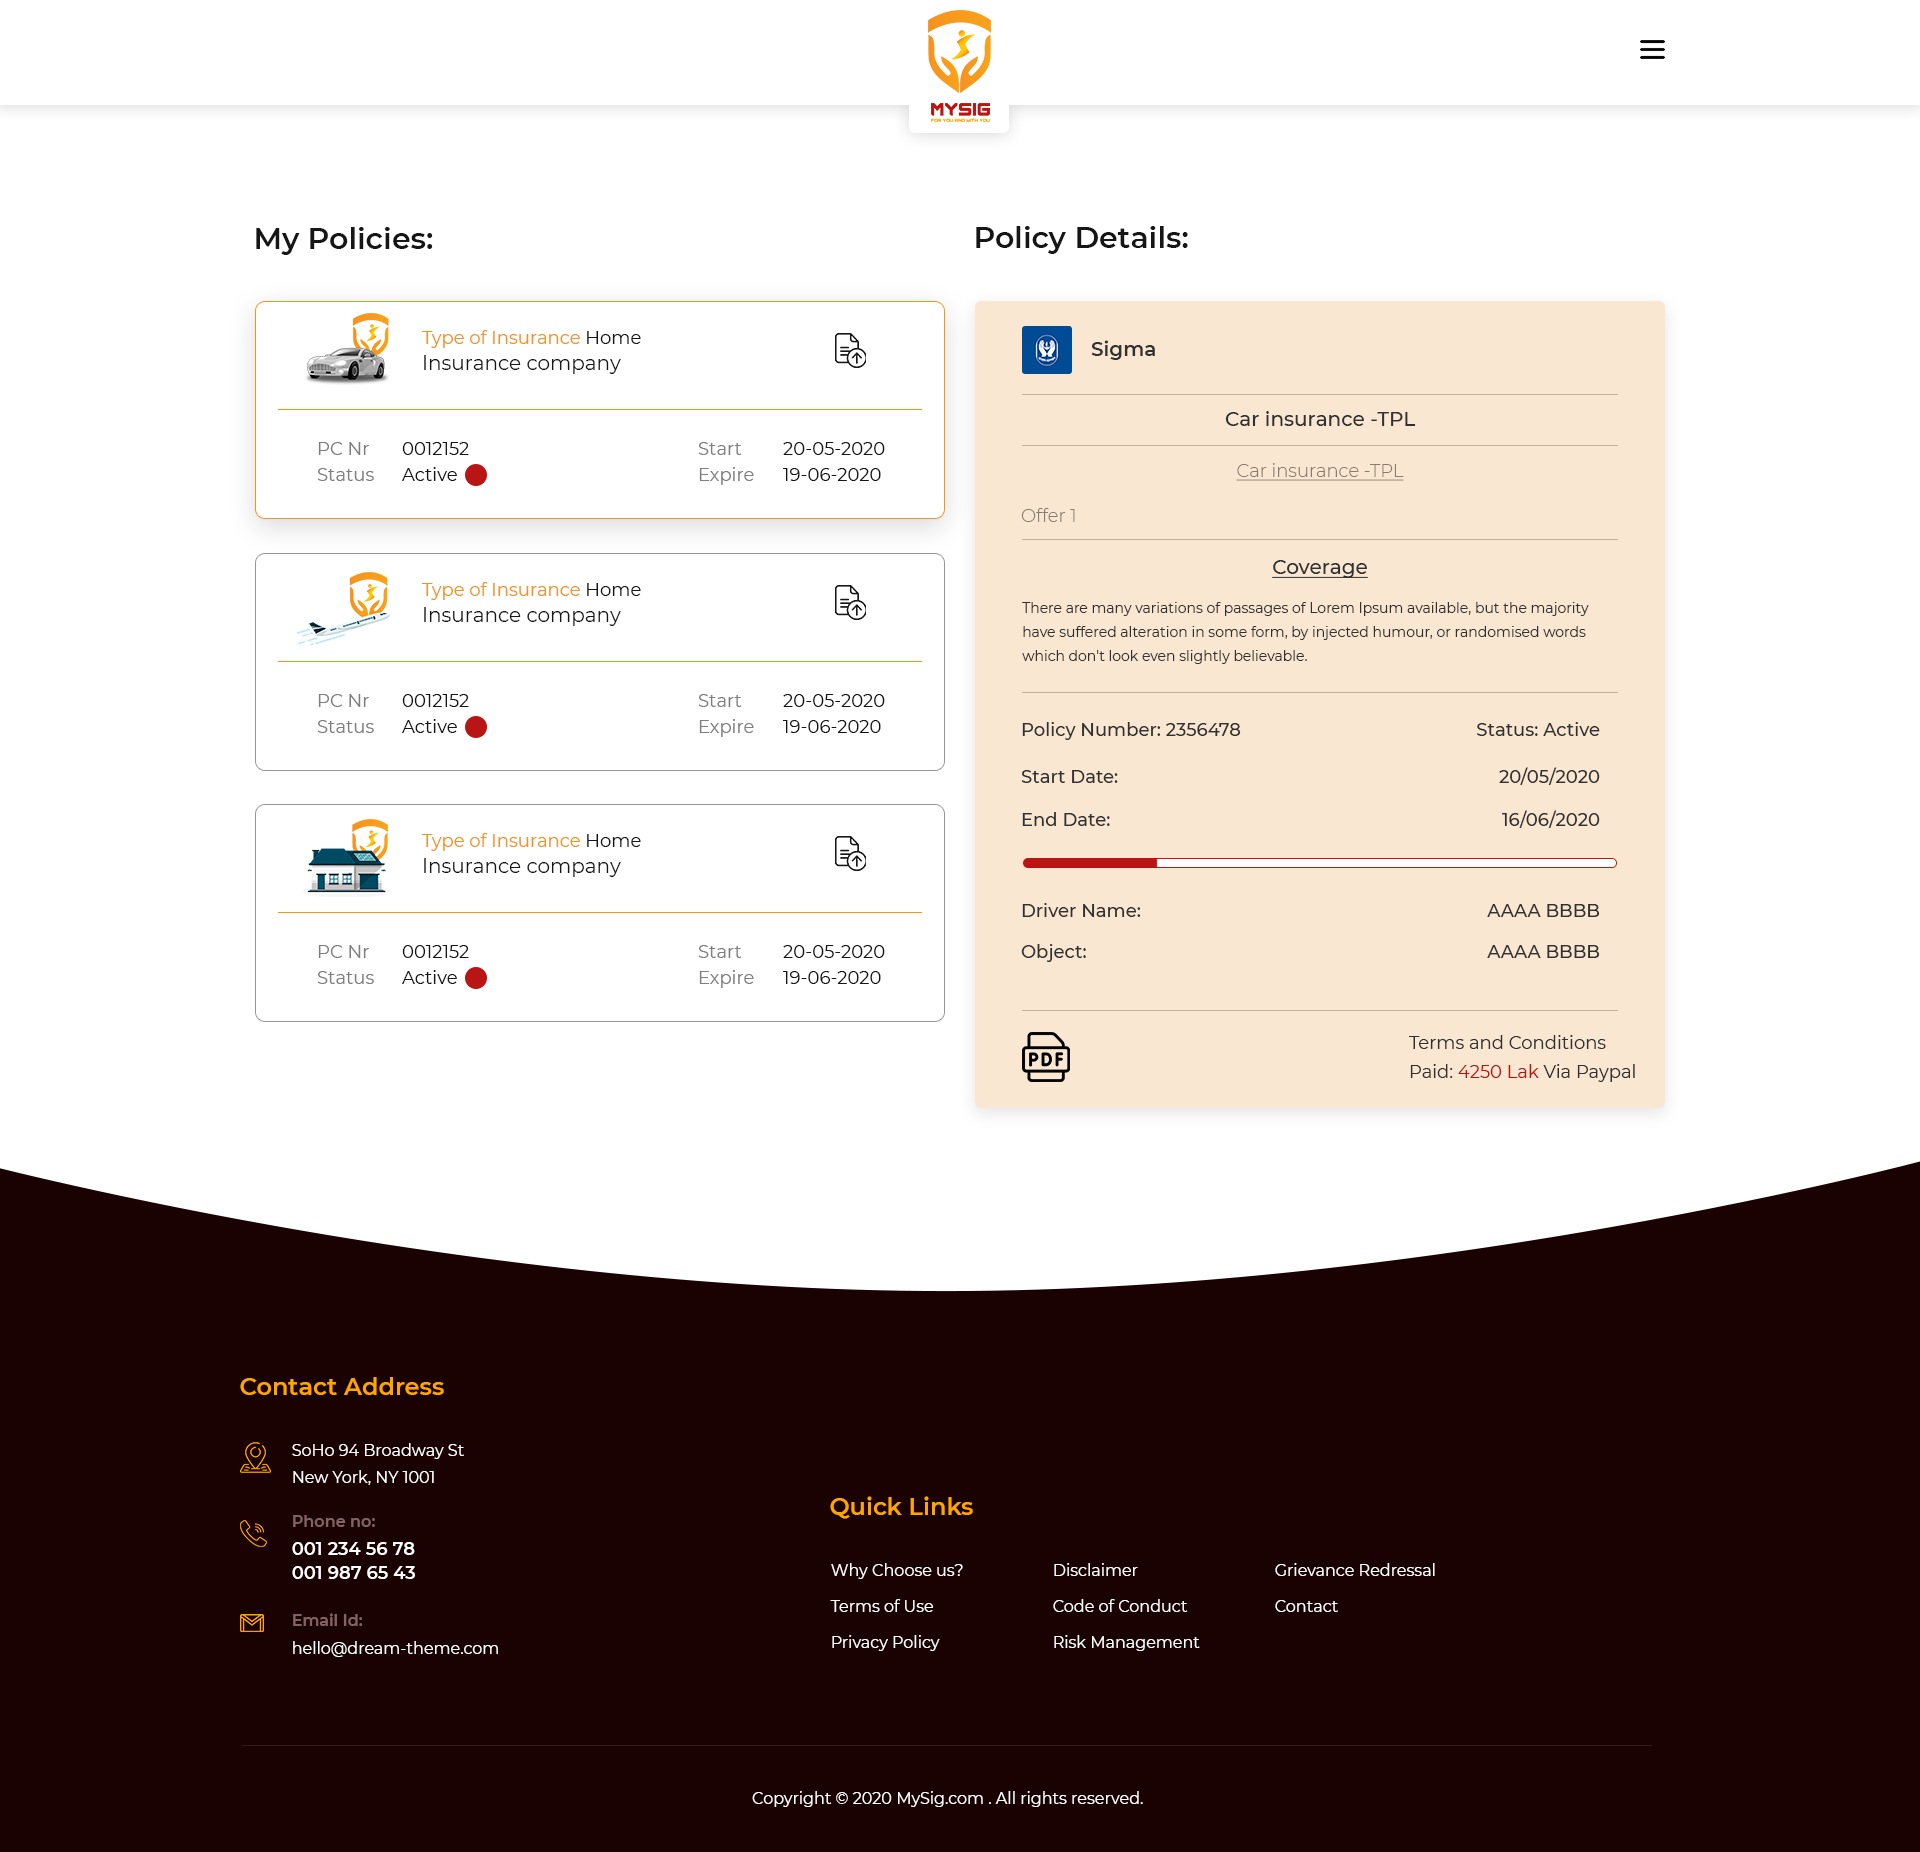 MYSIG
FOR YOU AND WITH YOU
My Policies:
Type of Insurance Home
Insurance company
PC Nr 0012152 Start 20-05-2020
Status Active Expire 19-06-2020
Type of Insurance Home
Insurance company
PC Nr 0012152 Start 20-05-2020
Status Active Expire 19-06-2020
Type of Insurance Home
Insurance company
PC Nr 0012152 Start 20-05-2020
Status Active Expire 19-06-2020
Policy Details:
Sigma
Car insurance -TPL
Car insurance -TPL
Offer 1
Coverage
There are many variations of passages of Lorem Ipsum available, but the majority
have suffered alteration in some form, by injected humour, or randomised words
which don't look even slightly believable.
Policy Number: 2356478 Status: Active
Start Date: 20/05/2020
End Date: 16/06/2020
Driver Name: AAAA BBBB
Object: AAAA BBBB
PDF
Terms and Conditions
Paid: 4250 Lak Via Paypal
Contact Address
SoHo 94 Broadway St
New York, NY 1001
Phone no:
001 234 56 78
001 987 65 43
Email Id:
hello@dream-theme.com
Quick Links
Why Choose us? Disclaimer Grievance Redressal
Terms of Use Code of Conduct Contact
Privacy Policy Risk Management
Copyright © 2020 MySig.com . All rights reserved.